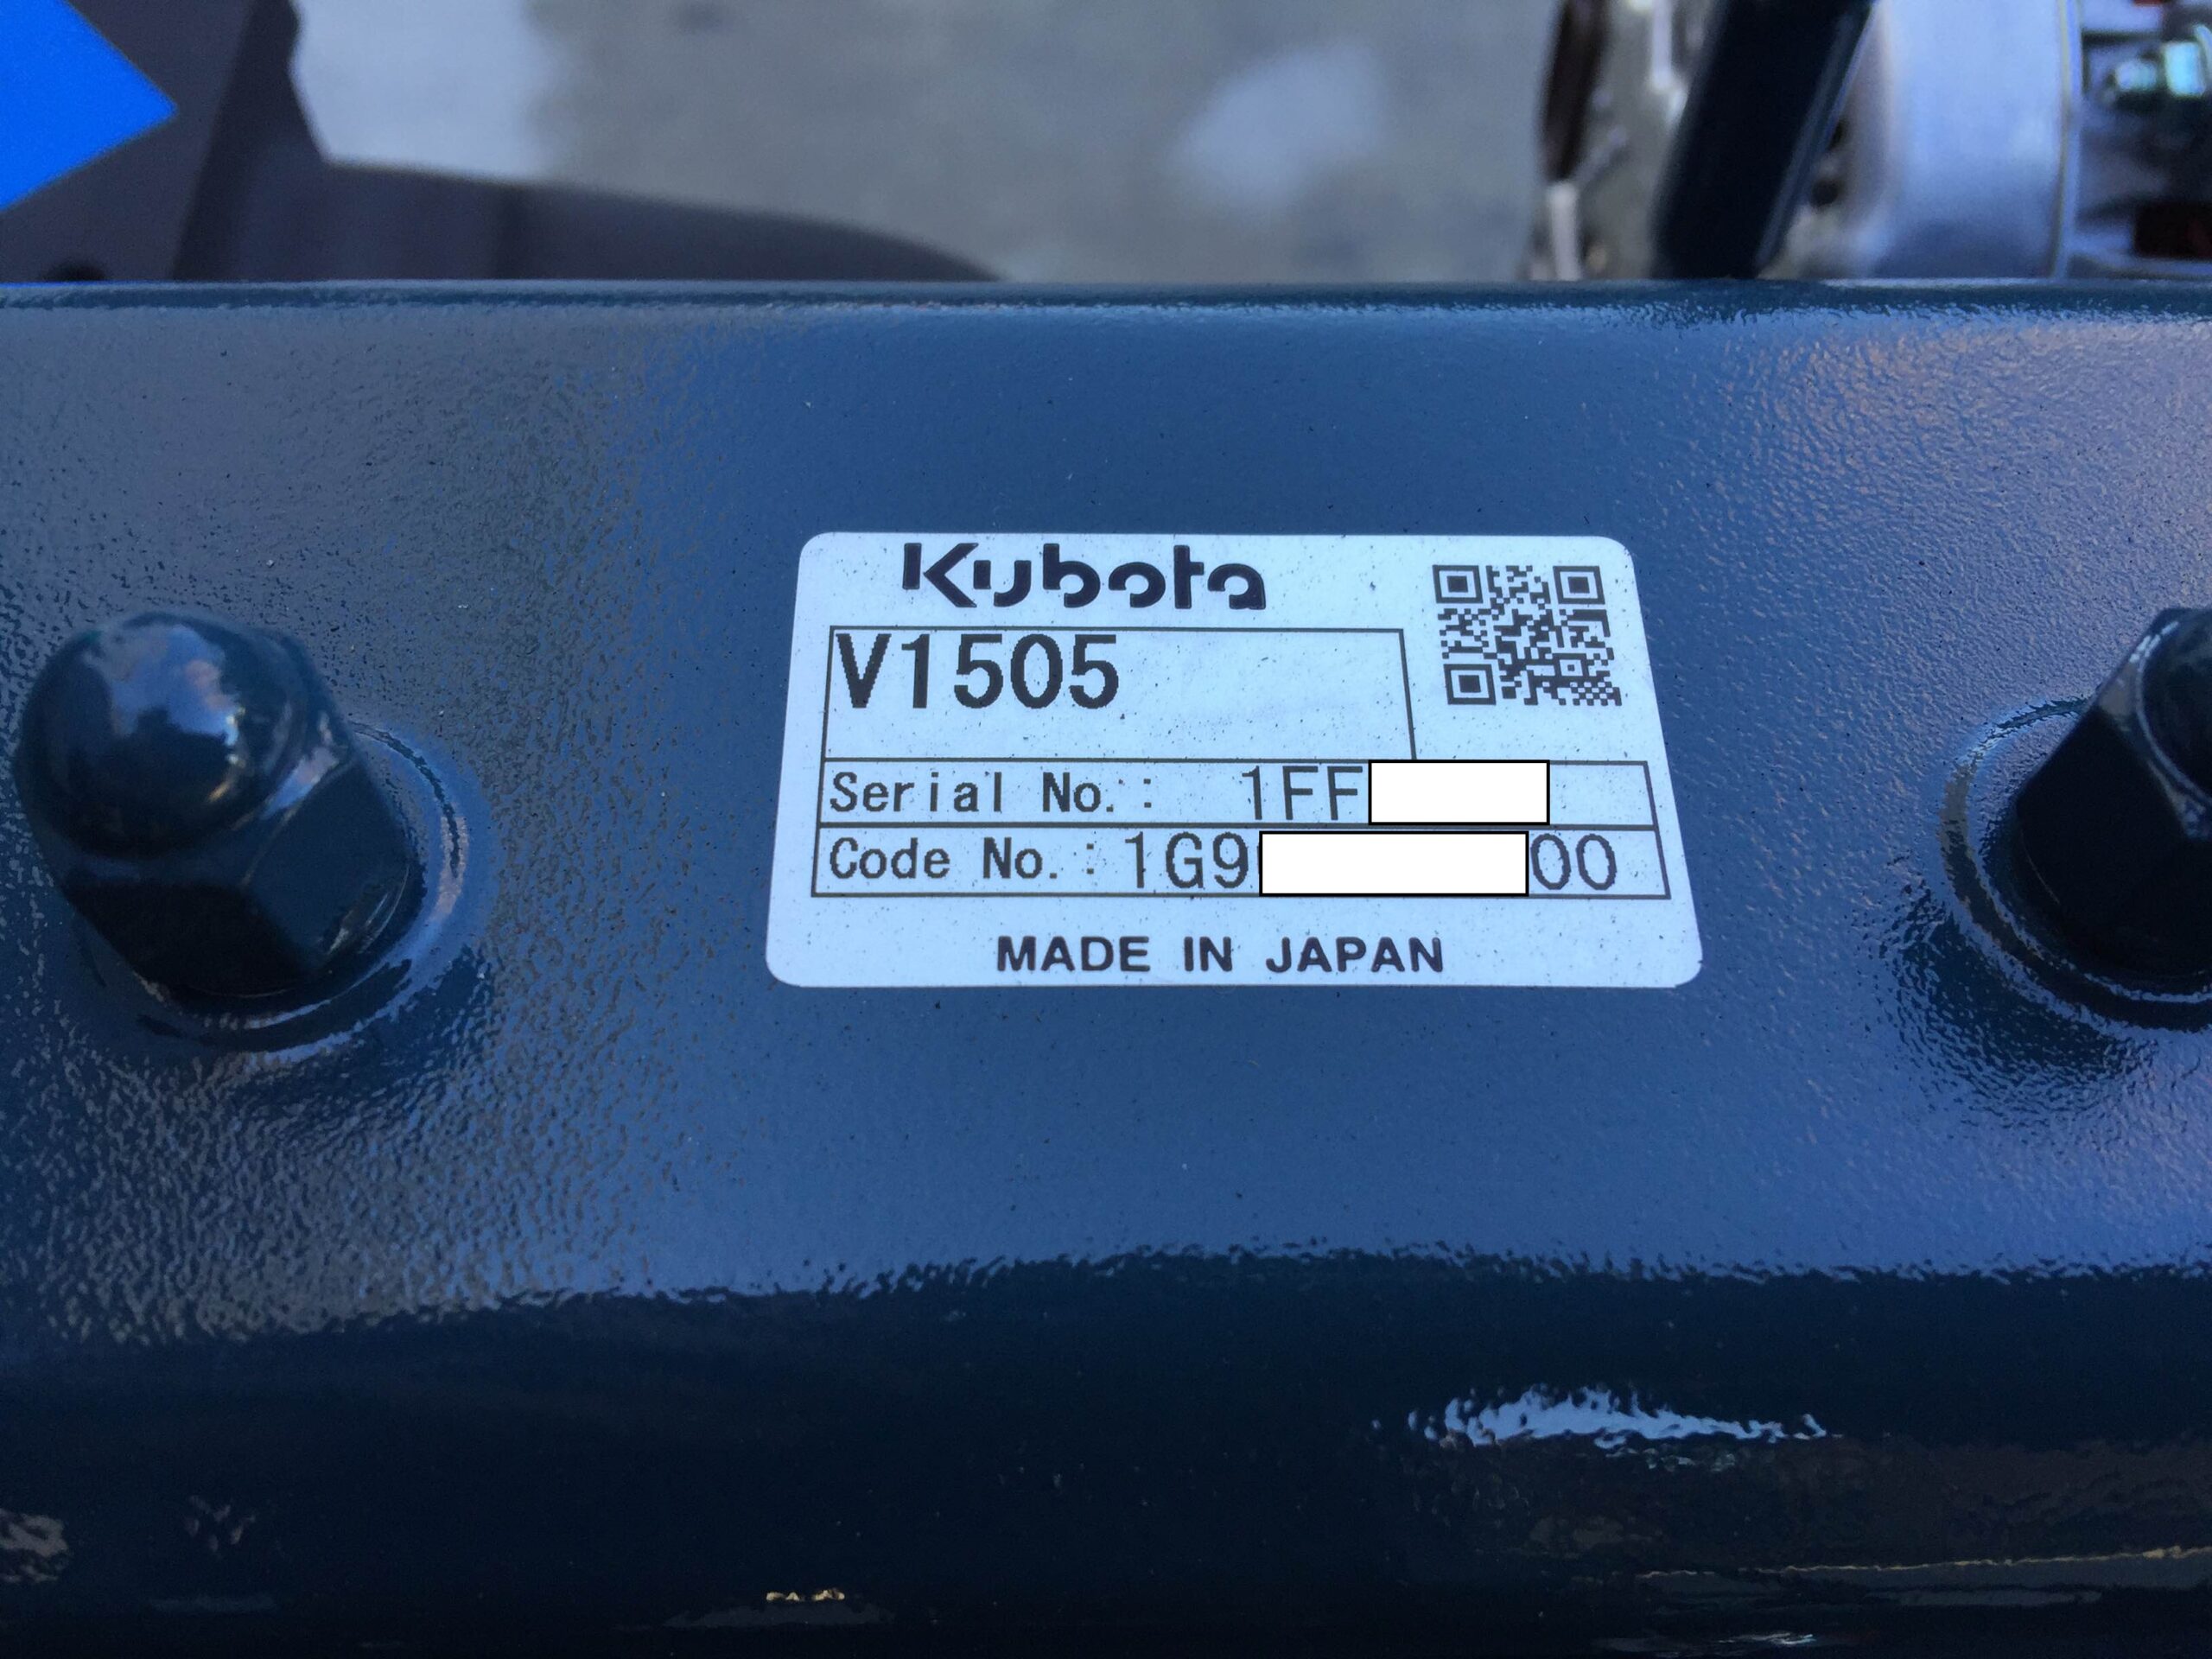 Kubota
V1505
Serial No.: 1FF
Code No.: 1G9 00
MADE IN JAPAN